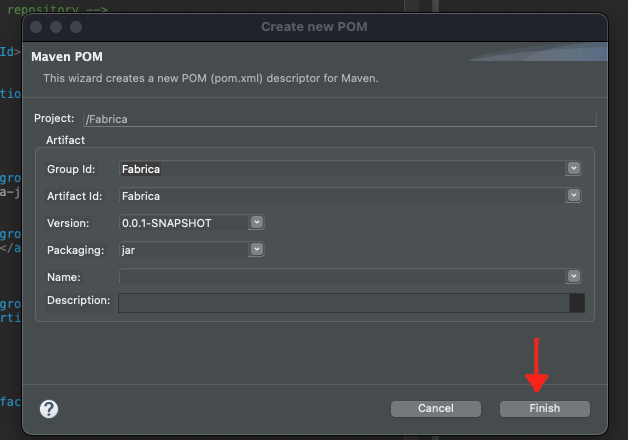 repository -->
Create new POM
Id>
Maven POM
This wizard creates a new POM (pom.xml) descriptor for Maven.
tio
Project: /Fabrica
Artifact
Group Id: Fabrica
gro
a-j
Artifact Id: Fabrica
Version: 0.0.1-SNAPSHOT
gro
</a
Packaging: jar
Name:
Description:
gro
rti
fac
? Cancel Finish